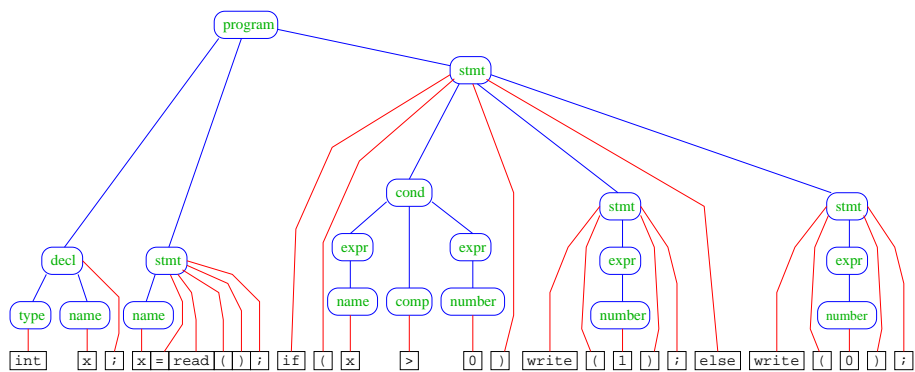 program
stmt
cond
stmt stmt
decl stmt expr expr expr expr
type name name name comp number number number
int x ; x = read ( ) ; if ( x > 0 ) write ( 1 ) ; else write ( 0 ) ;